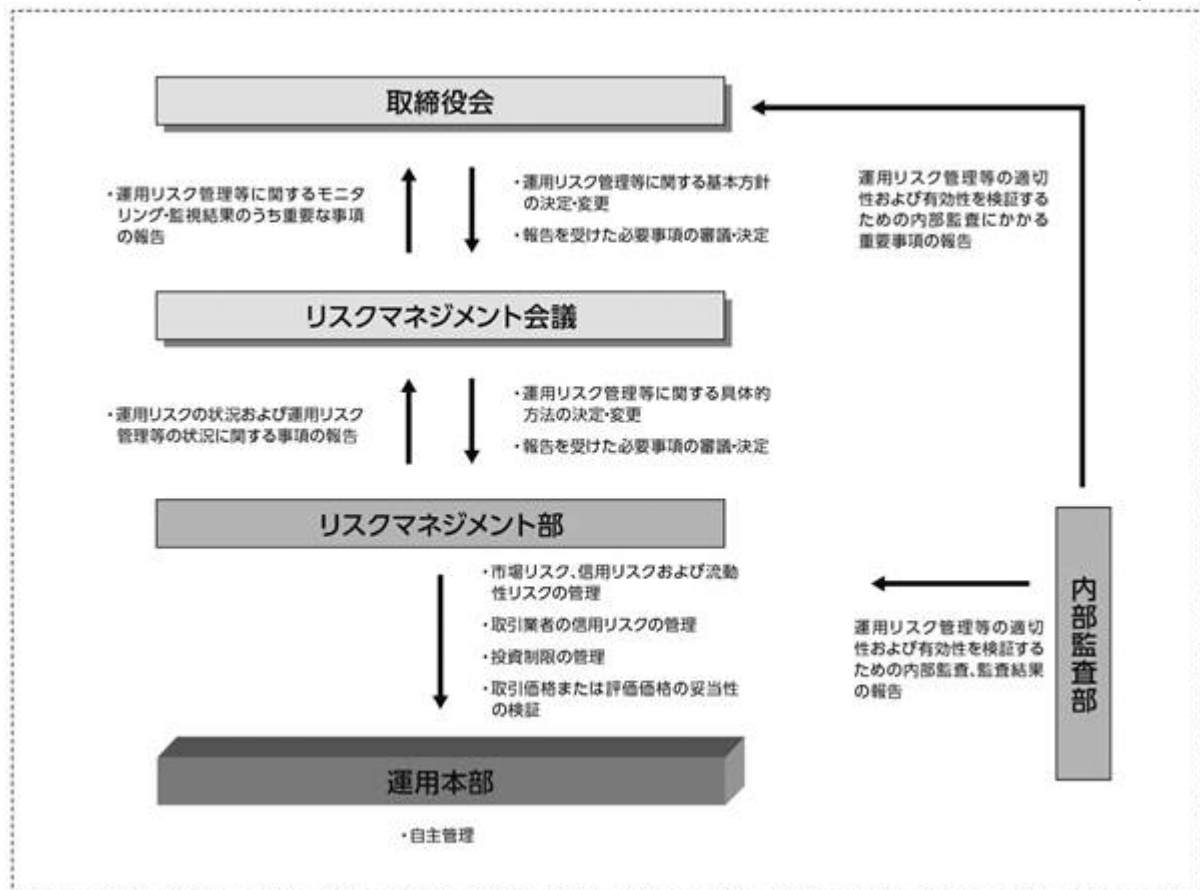 取締役会
・運用リスク管理等に関するモニタ
リング・監視結果のうち重要な事項
の報告
・運用リスク管理等に関する基本方針
の決定・変更
・報告を受けた必要事項の審議・決定
運用リスク管理等の適切
性および有効性を検証する
ための内部監査にかかる
重要事項の報告
リスクマネジメント会議
・運用リスクの状況および運用リスク
管理等の状況に関する事項の報告
・運用リスク管理等に関する具体的
方法の決定・変更
・報告を受けた必要事項の審議・決定
リスクマネジメント部
・市場リスク、信用リスクおよび流動
性リスクの管理
・取引業者の信用リスクの管理
・投資制限の管理
・取引価格または評価価格の妥当性
の検証
運用リスク管理等の適切
性および有効性を検証する
ための内部監査、監査結果
の報告
内部監査部
運用本部
・自主管理